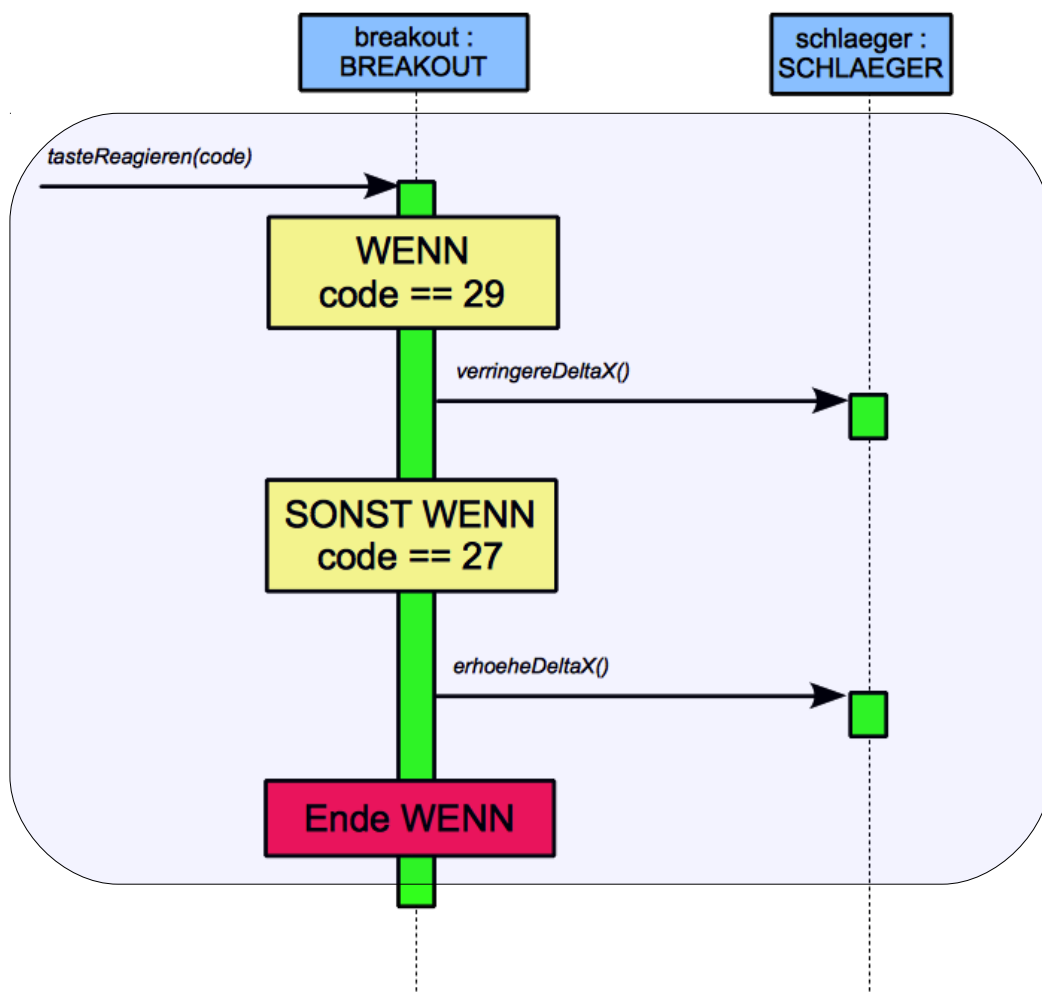 breakout :
BREAKOUT
schlaeger :
SCHLAEGER
tasteReagieren(code)
WENN
code == 29
verringereDeltaX()
SONST WENN
code == 27
erhoeheDeltaX()
Ende WENN